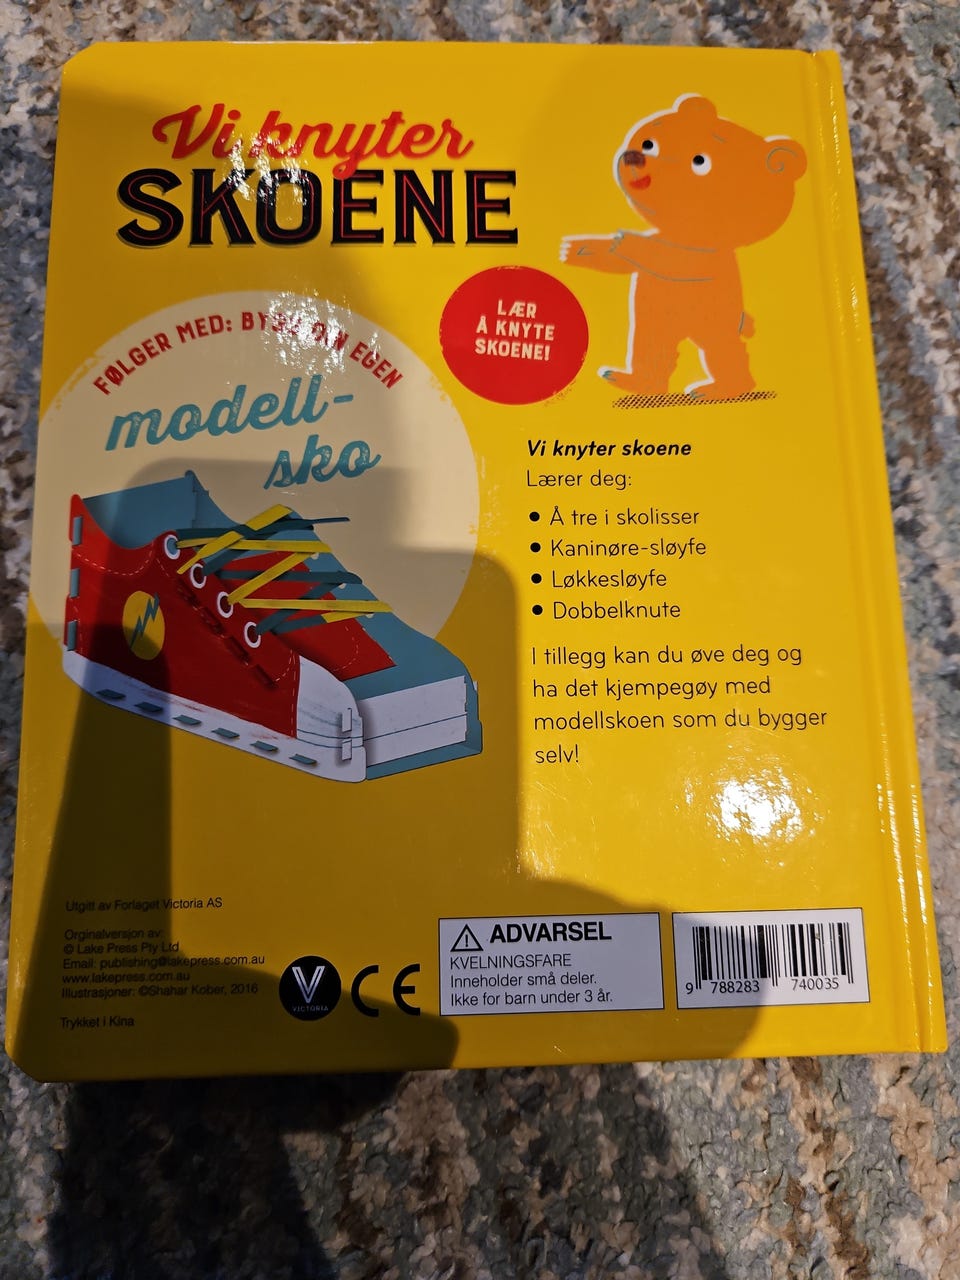 Vi knyter
SKOENE
LÆR
Å KNYTE
SKOENE!
FØLGER MED: BYGG DIN EGEN
modell-
sko
Vi knyter skoene
Lærer deg:
• Å tre i skolisser
• Kaninøre-sløyfe
• Løkkesløyfe
• Dobbelknute
I tillegg kan du øve deg og
ha det kjempegøy med
modellskoen som du bygger
selv!
Utgitt av Forlaget Victoria AS
Orginalversjon av:
© Lake Press Pty Ltd
Email: publishing@lakepress.com.au
www.lakepress.com.au
Illustrasjoner: ©Shahar Kober, 2016
Trykket i Kina
V
VICTORIA
CE
ADVARSEL
KVELNINGSFARE
Inneholder små deler.
Ikke for barn under 3 år.
9 788283 740035